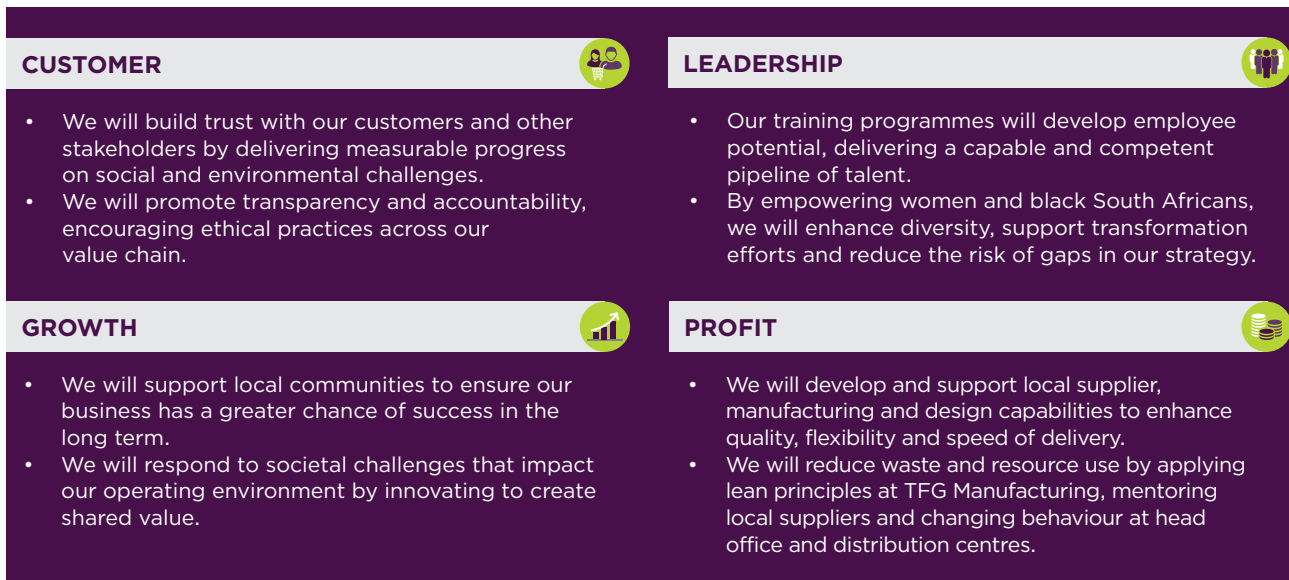 CUSTOMER
• We will build trust with our customers and other
stakeholders by delivering measurable progress
on social and environmental challenges.
• We will promote transparency and accountability,
encouraging ethical practices across our
value chain.
LEADERSHIP
• Our training programmes will develop employee
potential, delivering a capable and competent
pipeline of talent.
• By empowering women and black South Africans,
we will enhance diversity, support transformation
efforts and reduce the risk of gaps in our strategy.
GROWTH
• We will support local communities to ensure our
business has a greater chance of success in the
long term.
• We will respond to societal challenges that impact
our operating environment by innovating to create
shared value.
PROFIT
• We will develop and support local supplier,
manufacturing and design capabilities to enhance
quality, flexibility and speed of delivery.
• We will reduce waste and resource use by applying
lean principles at TFG Manufacturing, mentoring
local suppliers and changing behaviour at head
office and distribution centres.